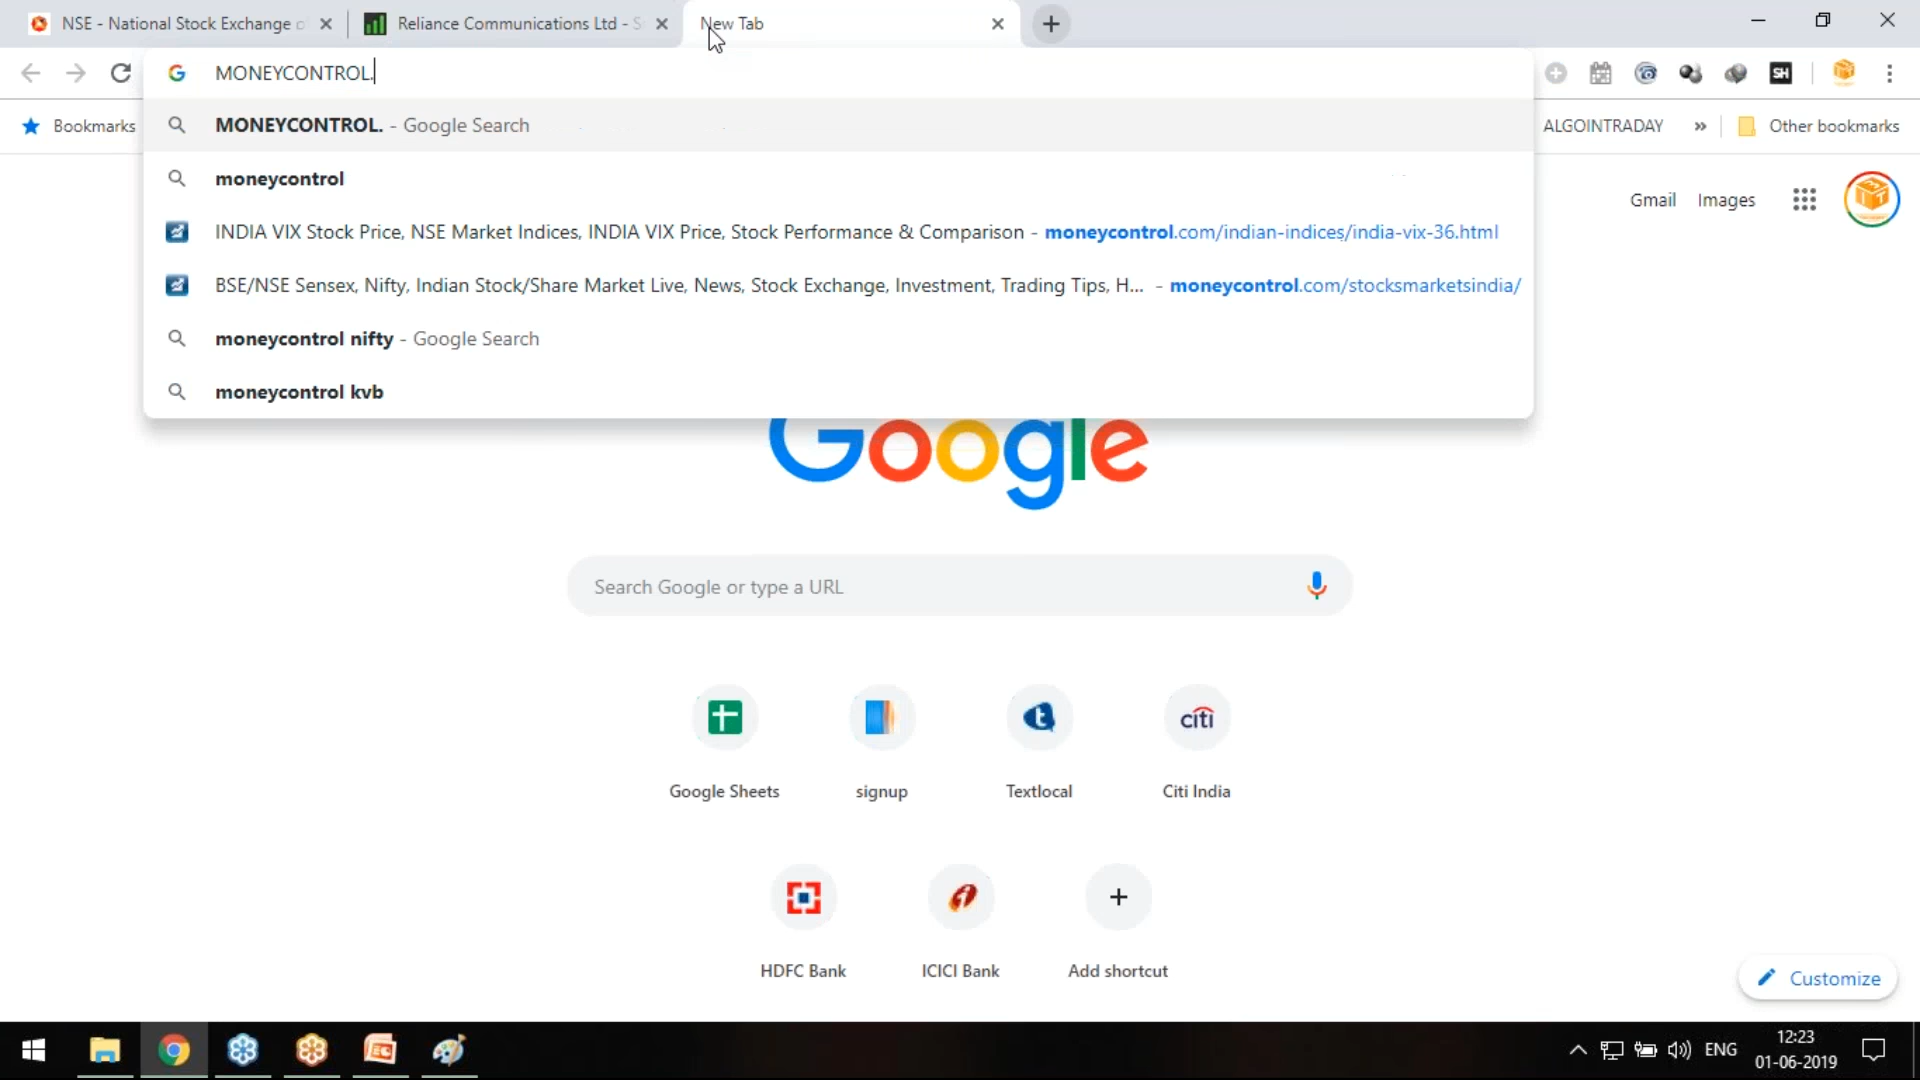 NSE - National Stock Exchange o
Reliance Communications Ltd - S
New Tab
MONEYCONTROL.
MONEYCONTROL. - Google Search
moneycontrol
INDIA VIX Stock Price, NSE Market Indices, INDIA VIX Price, Stock Performance & Comparison - moneycontrol.com/indian-indices/india-vix-36.html
BSE/NSE Sensex, Nifty, Indian Stock/Share Market Live, News, Stock Exchange, Investment, Trading Tips, H... - moneycontrol.com/stocksmarketsindia/
moneycontrol nifty - Google Search
moneycontrol kvb
SH
Bookmarks
ALGOINTRADAY
»
Other bookmarks
Gmail
Images
Google
Search Google or type a URL
citi
Google Sheets
signup
Textlocal
Citi India
HDFC Bank
ICICI Bank
Add shortcut
Customize
ENG
12:23
01-06-2019